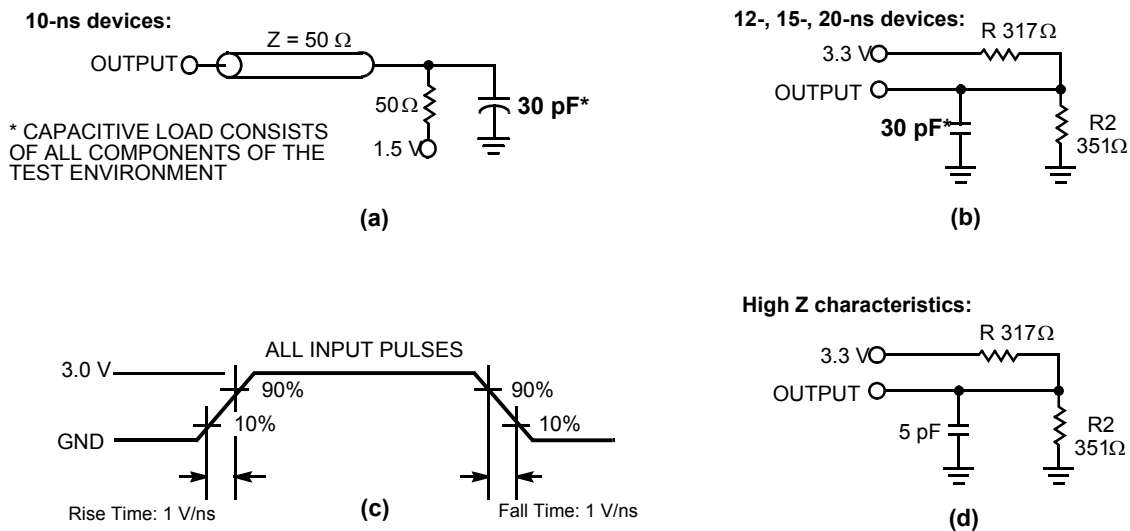 10-ns devices:
Z = 50 Ω
OUTPUT
50Ω
30 pF*
1.5 V
* CAPACITIVE LOAD CONSISTS
OF ALL COMPONENTS OF THE
TEST ENVIRONMENT
(a)
12-, 15-, 20-ns devices:
R 317Ω
3.3 V
OUTPUT
30 pF*
R2
351Ω
(b)
ALL INPUT PULSES
3.0 V
90%
90%
10%
10%
GND
Rise Time: 1 V/ns
(c)
Fall Time: 1 V/ns
High Z characteristics:
R 317Ω
3.3 V
OUTPUT
5 pF
R2
351Ω
(d)